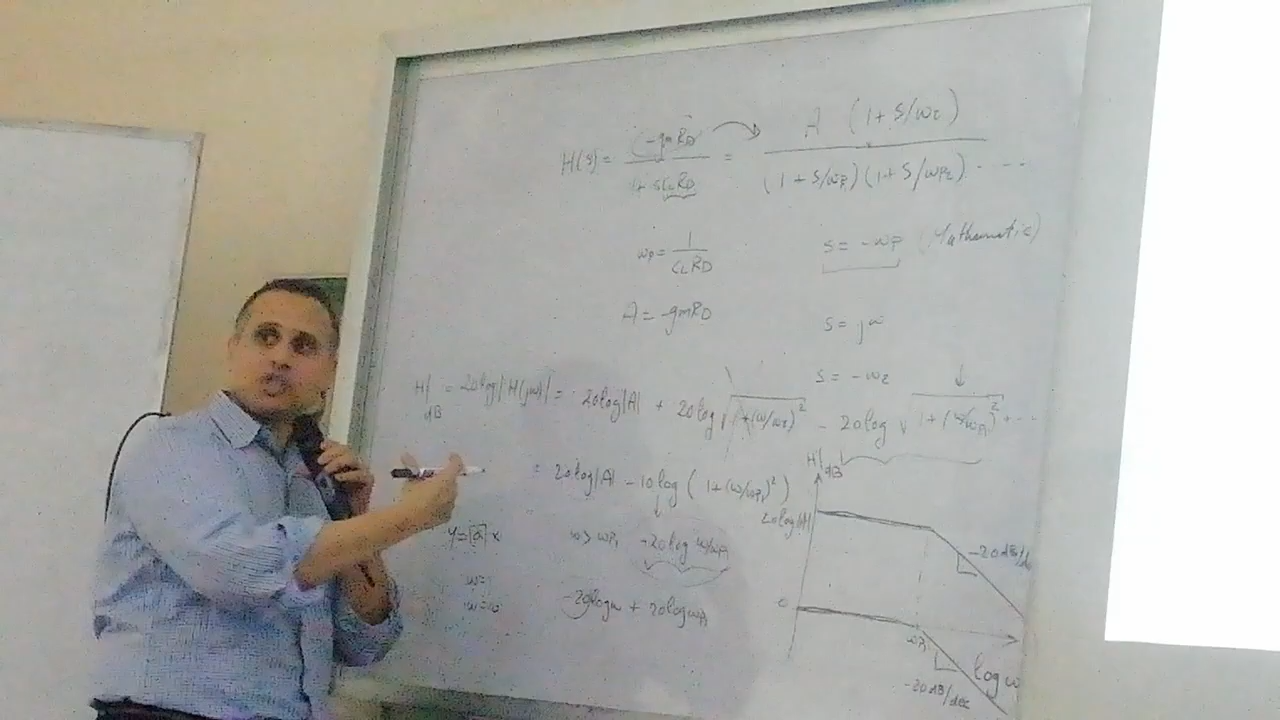 H(s) = -gmRD / 1 + sCLRD = A (1 + S/ωz) / (1 + S/ωp)(1 + S/ωp2) ...
ωp = 1 / CLRD
S = -ωp (Mathematic)
A = -gmRD
S = jω
S = -ωz
H|dB = 20log|H(jω)| = 20log|A| + 20log√1+(ω/ωz)² - 20log√1+(ω/ωp1)² + ...
= 20log|A| - 10log(1+(ω/ωp1)²)
H|dB
20log|A|
ω > ωp1 -20log ω/ωp1
-20dB/d
-20logω + 20logωp1
0
ωp1
log ω
-20dB/dec